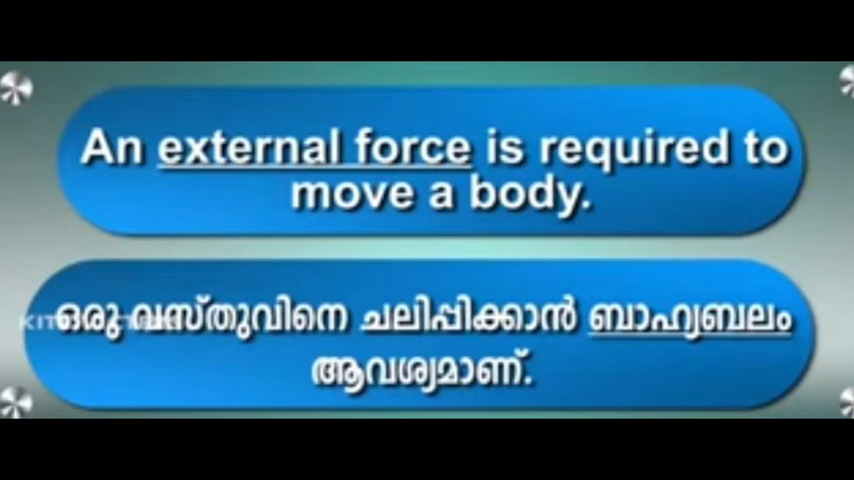 An external force is required to
move a body.
ഒരു വസ്തുവിനെ ചലിപ്പിക്കാൻ ബാഹ്യബലം
ആവശ്യമാണ്.